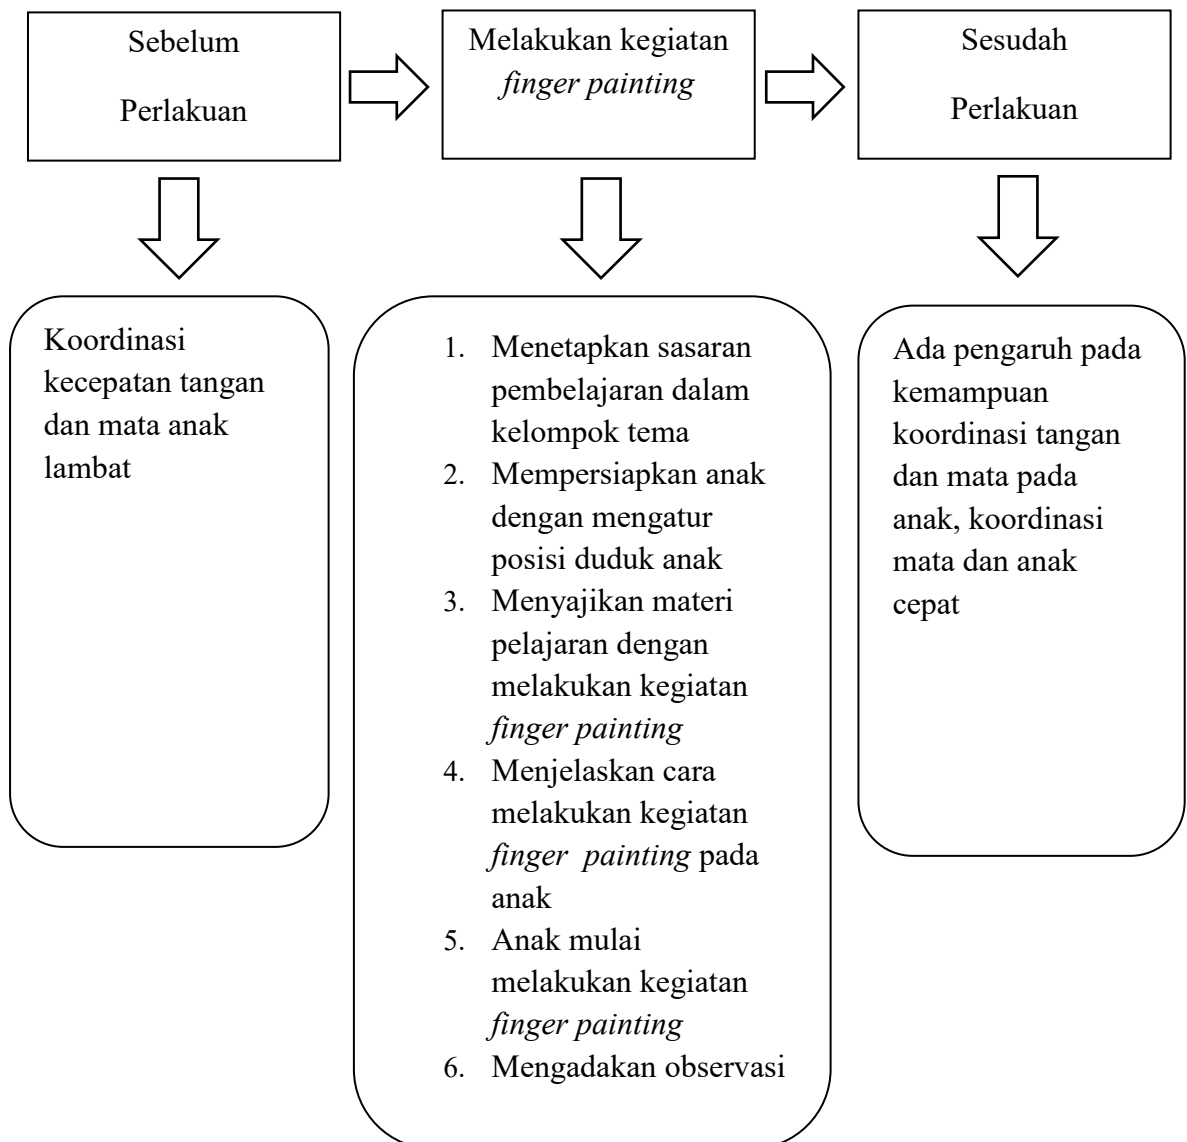 Sebelum
Perlakuan
Melakukan kegiatan
finger painting
Sesudah
Perlakuan
Koordinasi
kecepatan tangan
dan mata anak
lambat
1. Menetapkan sasaran
pembelajaran dalam
kelompok tema
2. Mempersiapkan anak
dengan mengatur
posisi duduk anak
3. Menyajikan materi
pelajaran dengan
melakukan kegiatan
finger painting
4. Menjelaskan cara
melakukan kegiatan
finger painting pada
anak
5. Anak mulai
melakukan kegiatan
finger painting
6. Mengadakan observasi
Ada pengaruh pada
kemampuan
koordinasi tangan
dan mata pada
anak, koordinasi
mata dan anak
cepat